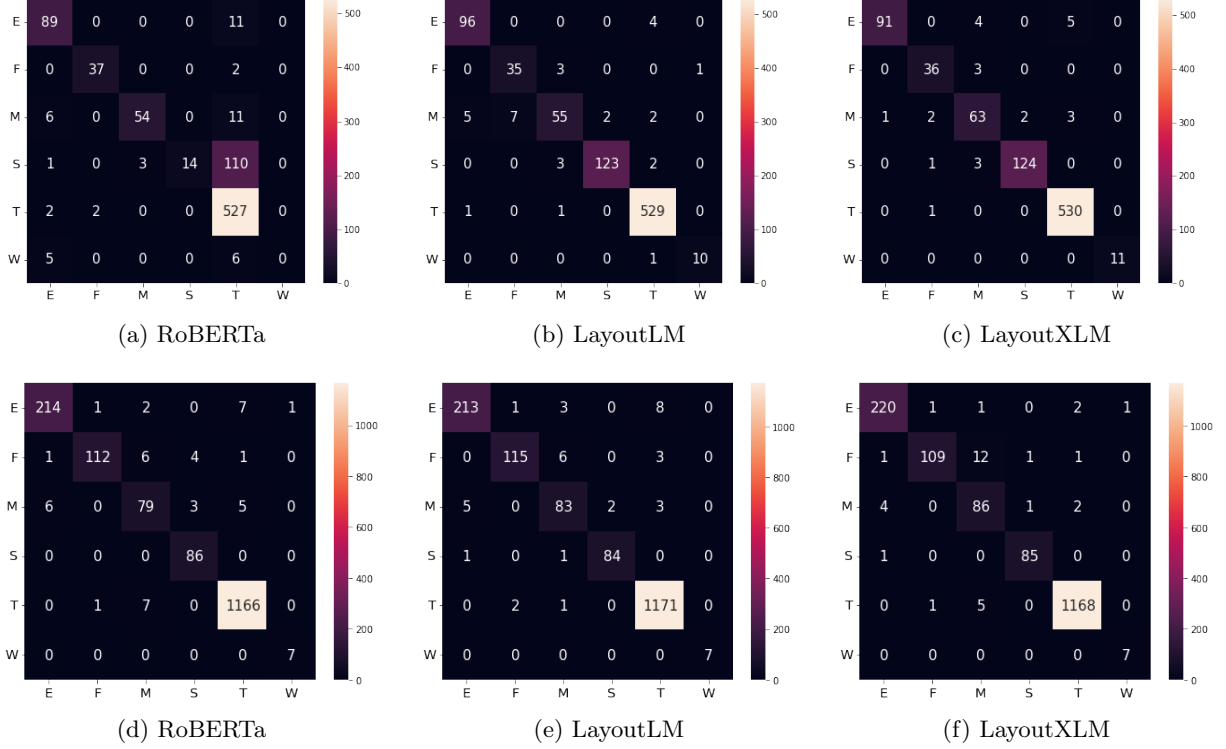 E 89 0 0 0 11 0 500
F 0 37 0 0 2 0 400
M 6 0 54 0 11 0 300
S 1 0 3 14 110 0 200
T 2 2 0 0 527 0 100
W 5 0 0 0 6 0 0
E F M S T W
(a) RoBERTa
E 96 0 0 0 4 0 500
F 0 35 3 0 0 1 400
M 5 7 55 2 2 0 300
S 0 0 3 123 2 0 200
T 1 0 1 0 529 0 100
W 0 0 0 0 1 10 0
E F M S T W
(b) LayoutLM
E 91 0 4 0 5 0 500
F 0 36 3 0 0 0 400
M 1 2 63 2 3 0 300
S 0 1 3 124 0 0 200
T 0 1 0 0 530 0 100
W 0 0 0 0 0 11 0
E F M S T W
(c) LayoutXLM
E 214 1 2 0 7 1 1000
F 1 112 6 4 1 0 800
M 6 0 79 3 5 0 600
S 0 0 0 86 0 0 400
T 0 1 7 0 1166 0 200
W 0 0 0 0 0 7 0
E F M S T W
(d) RoBERTa
E 213 1 3 0 8 0 1000
F 0 115 6 0 3 0 800
M 5 0 83 2 3 0 600
S 1 0 1 84 0 0 400
T 0 2 1 0 1171 0 200
W 0 0 0 0 0 7 0
E F M S T W
(e) LayoutLM
E 220 1 1 0 2 1 1000
F 1 109 12 1 1 0 800
M 4 0 86 1 2 0 600
S 1 0 0 85 0 0 400
T 0 1 5 0 1168 0 200
W 0 0 0 0 0 7 0
E F M S T W
(f) LayoutXLM